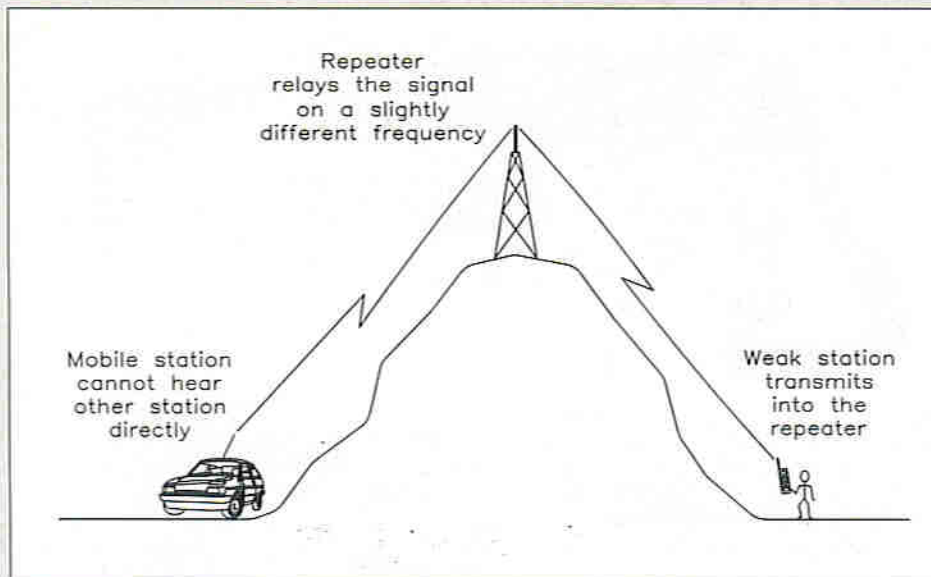 Repeater
relays the signal
on a slightly
different frequency
Mobile station
cannot hear
other station
directly
Weak station
transmits
into the
repeater